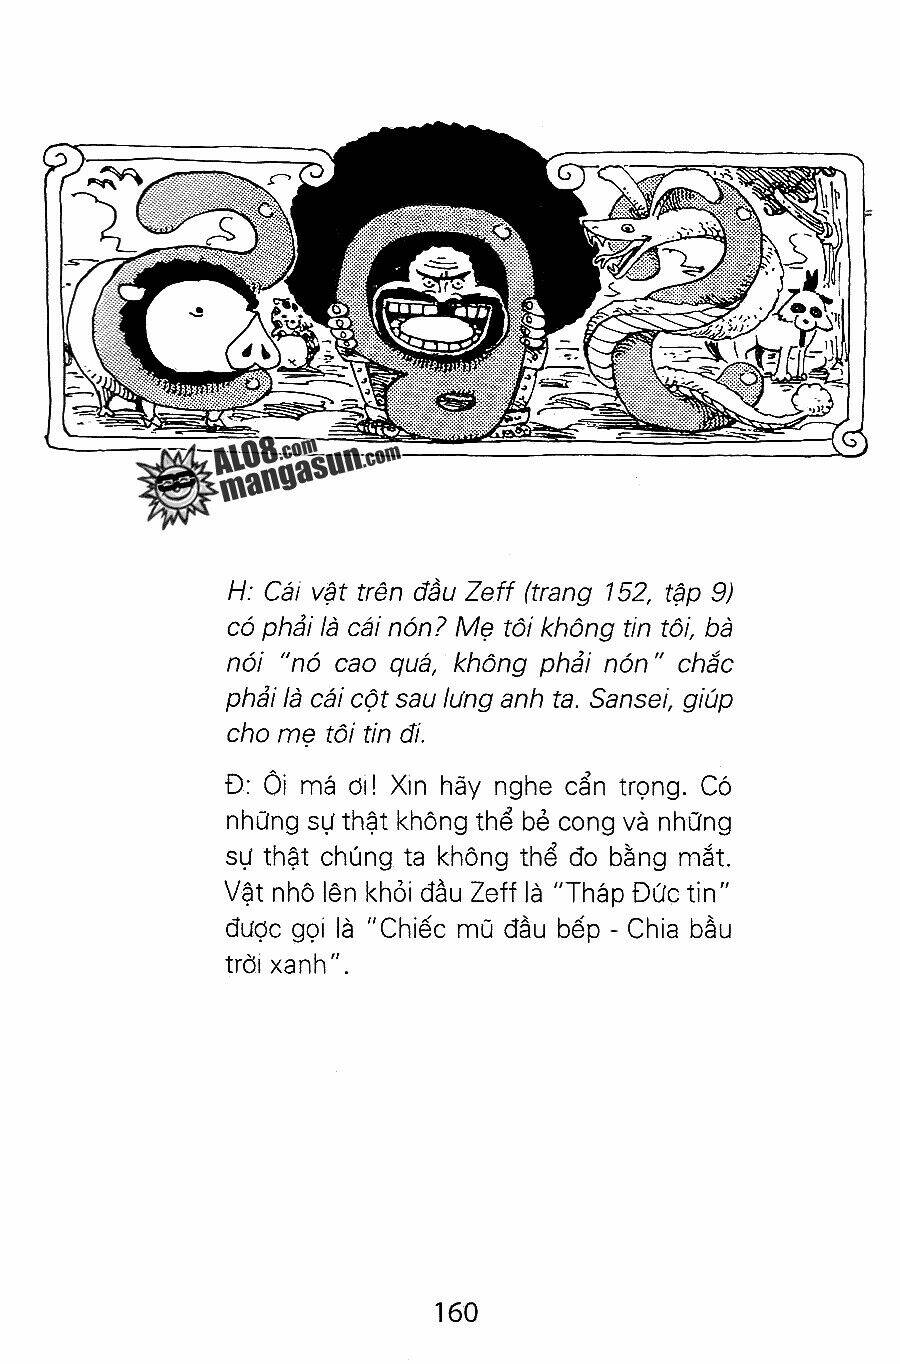 AL08.com
mangasun.com
H: Cái vật trên đầu Zeff (trang 152, tập 9)
có phải là cái nón? Mẹ tôi không tin tôi, bà
nói "nó cao quá, không phải nón" chắc
phải là cái cột sau lưng anh ta. Sansei, giúp
cho mẹ tôi tin đi.
Đ: Ôi má ơi! Xin hãy nghe cẩn trọng. Có
những sự thật không thể bẻ cong và những
sự thật chúng ta không thể đo bằng mắt.
Vật nhô lên khỏi đầu Zeff là "Tháp Đức tin"
được gọi là "Chiếc mũ đầu bếp - Chia bầu
trời xanh".
160